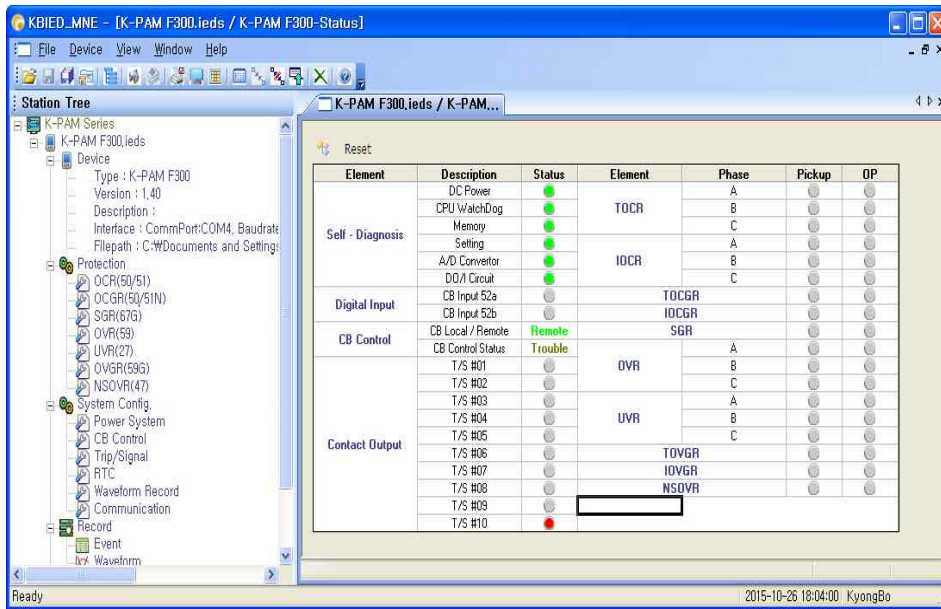 KBIED_MNE - [K-PAM F300.ieds / K-PAM F300-Status]
File Device View Window Help
Station Tree
K-PAM Series
K-PAM F300.ieds
Device
Type : K-PAM F300
Version : 1.40
Description :
Interface : CommPort:COM4, Baudrate
Filepath : C:₩Documents and Settings
Protection
OCR(50/51)
OCGR(50/51N)
SGR(67G)
OVR(59)
UVR(27)
OVGR(59G)
NSOVR(47)
System Config.
Power System
CB Control
Trip/Signal
RTC
Waveform Record
Communication
Record
Event
Waveform
K-PAM F300.ieds / K-PAM...
Reset
Element Description Status Element Phase Pickup OP
Self - Diagnosis
DC Power
CPU WatchDog
Memory
Setting
A/D Convertor
DO/I Circuit
Digital Input
CB Input 52a
CB Input 52b
CB Control
CB Local / Remote Remote
CB Control Status Trouble
Contact Output
T/S #01
T/S #02
T/S #03
T/S #04
T/S #05
T/S #06
T/S #07
T/S #08
T/S #09
T/S #10
TOCR
A
B
C
IOCR
A
B
C
TOCGR
IOCGR
SGR
OVR
A
B
C
UVR
A
B
C
TOVGR
IOVGR
NSOVR
Ready
2015-10-26 18:04:00 KyongBo